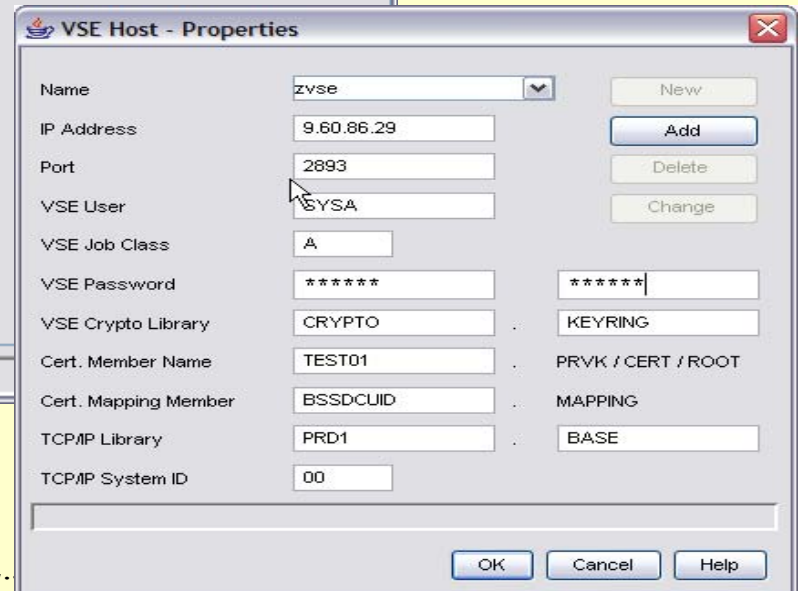 VSE Host - Properties
Name zvse New
IP Address 9.60.86.29 Add
Port 2893 Delete
VSE User SYSA Change
VSE Job Class A
VSE Password ****** ******
VSE Crypto Library CRYPTO . KEYRING
Cert. Member Name TEST01 . PRVK / CERT / ROOT
Cert. Mapping Member BSSDCUID . MAPPING
TCP/IP Library PRD1 . BASE
TCP/IP System ID 00
OK Cancel Help